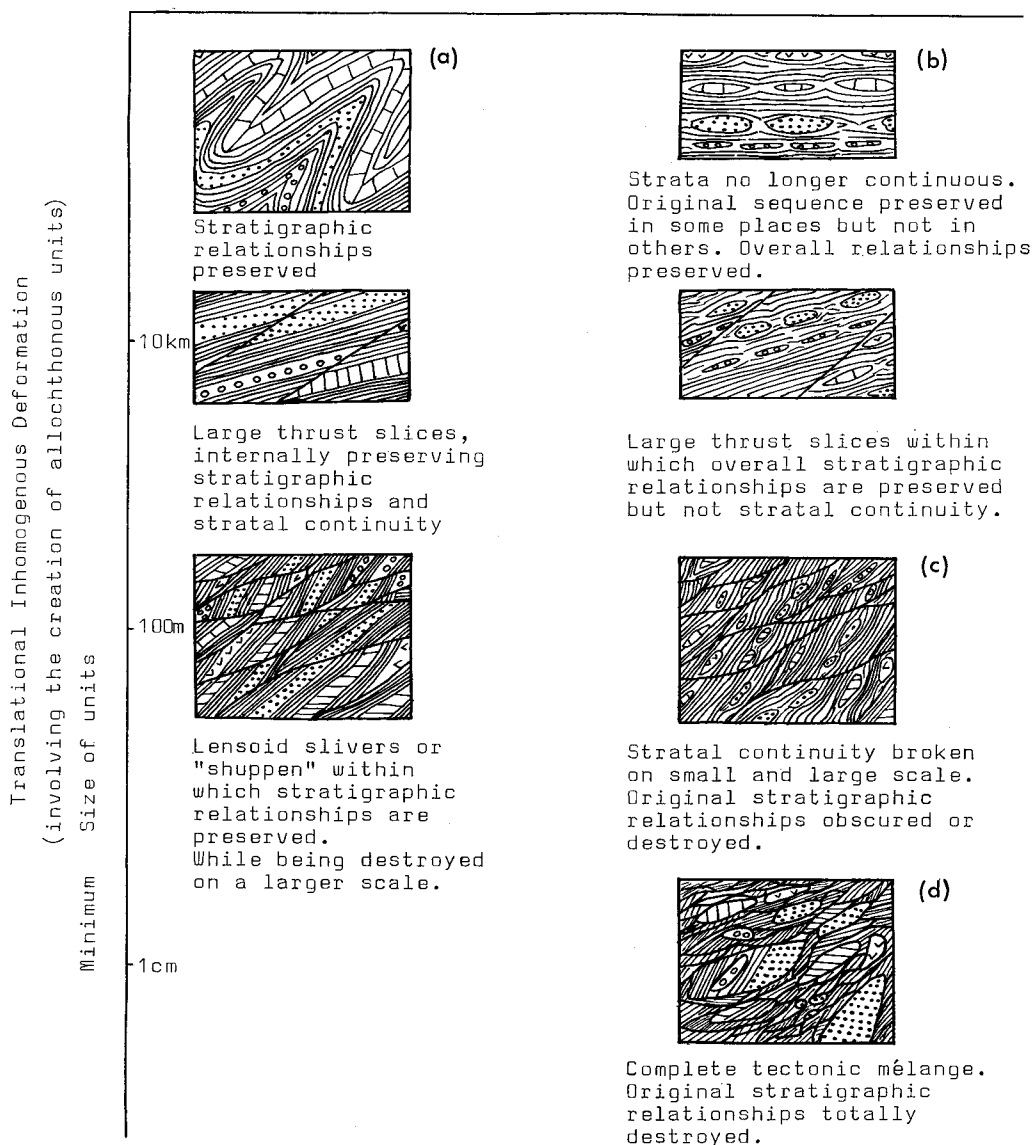 Translational Inhomogenous Deformation
(involving the creation of allochthonous units)
Minimum Size of units
10km
100m
1cm
(a)
Stratigraphic
relationships
preserved
Large thrust slices,
internally preserving
stratigraphic
relationships and
stratal continuity
Lensoid slivers or
"shuppen" within
which stratigraphic
relationships are
preserved.
While being destroyed
on a larger scale.
(b)
Strata no longer continuous.
Original sequence preserved
in some places but not in
others. Overall relationships
preserved.
Large thrust slices within
which overall stratigraphic
relationships are preserved
but not stratal continuity.
(c)
Stratal continuity broken
on small and large scale.
Original stratigraphic
relationships obscured or
destroyed.
(d)
Complete tectonic mélange.
Original stratigraphic
relationships totally
destroyed.